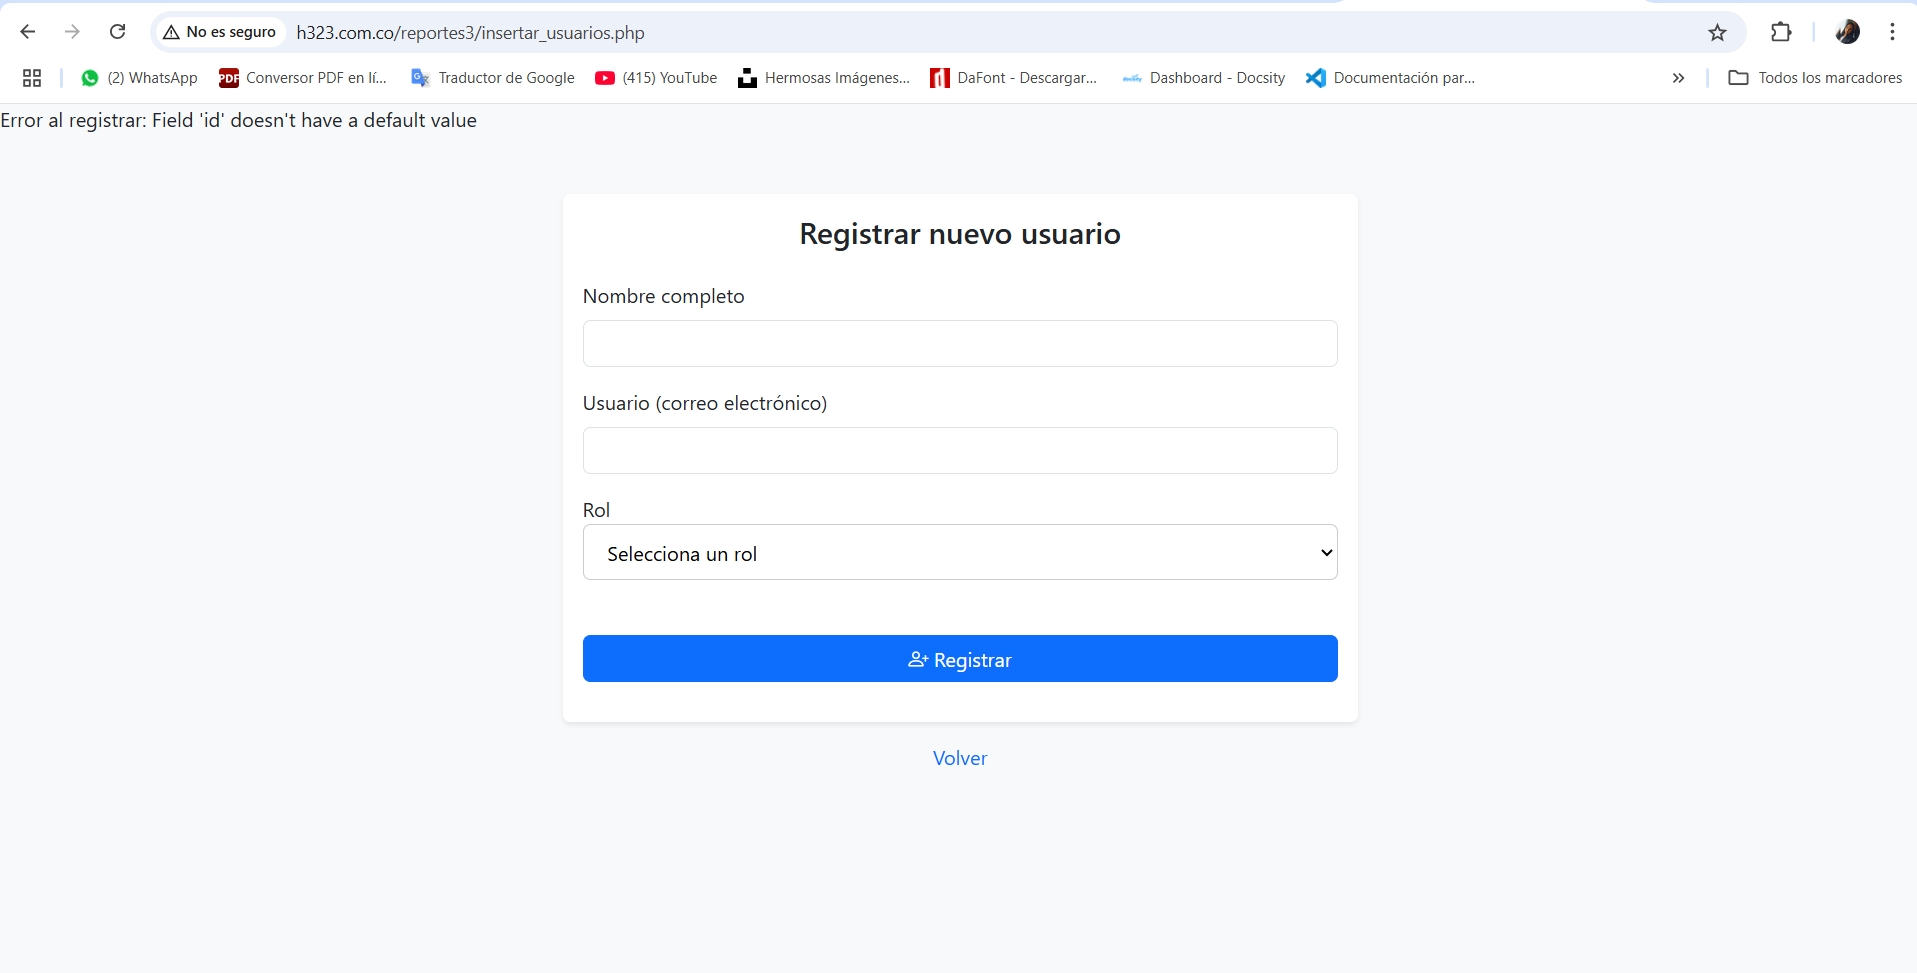 No es seguro
h323.com.co/reportes3/insertar_usuarios.php
(2) WhatsApp
PDF
Conversor PDF en lí...
Traductor de Google
(415) YouTube
Hermosas Imágenes...
DaFont - Descargar...
Dashboard - Docsity
Documentación par...
»
Todos los marcadores
Error al registrar: Field 'id' doesn't have a default value
Registrar nuevo usuario
Nombre completo
Usuario (correo electrónico)
Rol
Selecciona un rol
Registrar
Volver